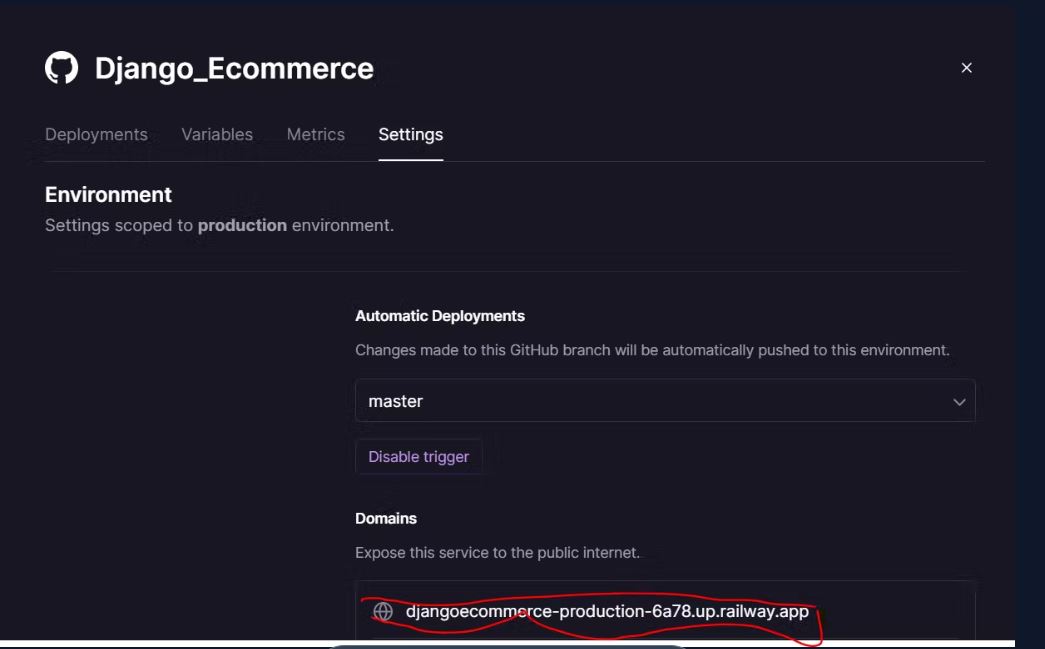 Django_Ecommerce
Deployments Variables Metrics Settings
Environment
Settings scoped to production environment.
Automatic Deployments
Changes made to this GitHub branch will be automatically pushed to this environment.
master
Disable trigger
Domains
Expose this service to the public internet.
djangoecommerce-production-6a78.up.railway.app